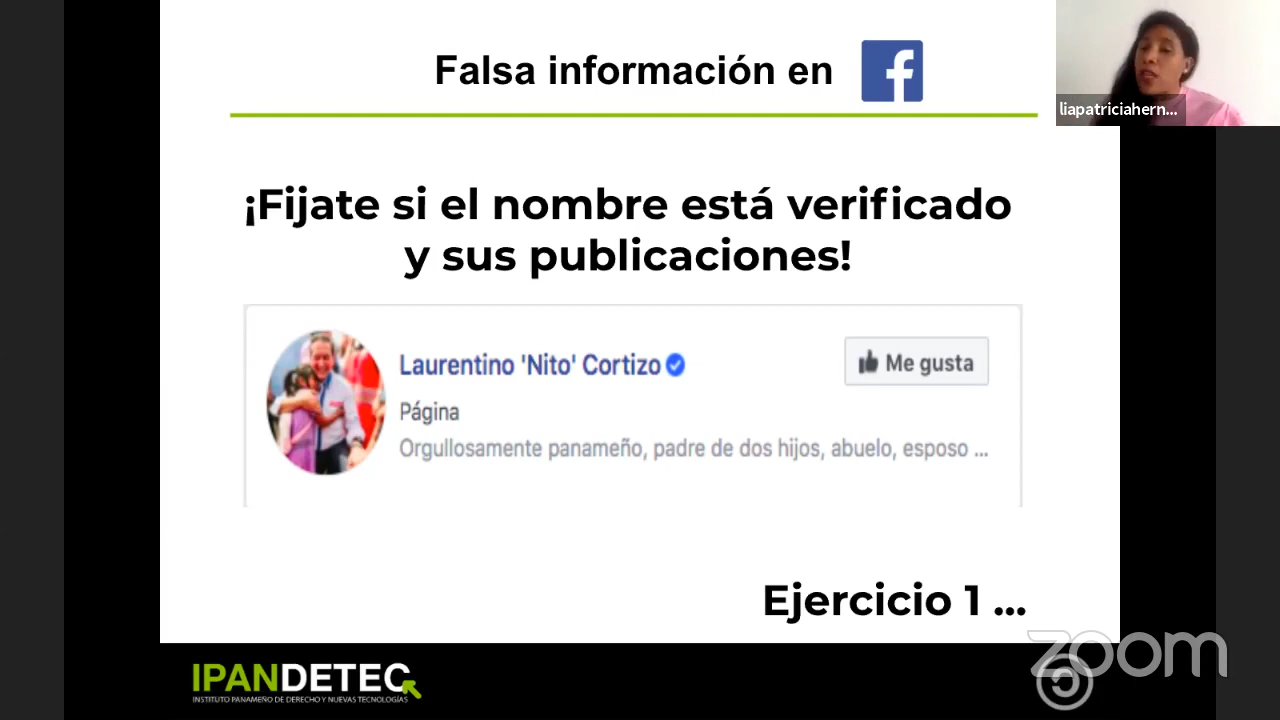 Falsa información en
liapatriciahern...
¡Fijate si el nombre está verificado
y sus publicaciones!
Laurentino 'Nito' Cortizo
Me gusta
Página
Orgullosamente panameño, padre de dos hijos, abuelo, esposo ...
Ejercicio 1 ...
zoom
IPANDETEC
INSTITUTO PANAMEÑO DE DERECHO Y NUEVAS TECNOLOGÍAS